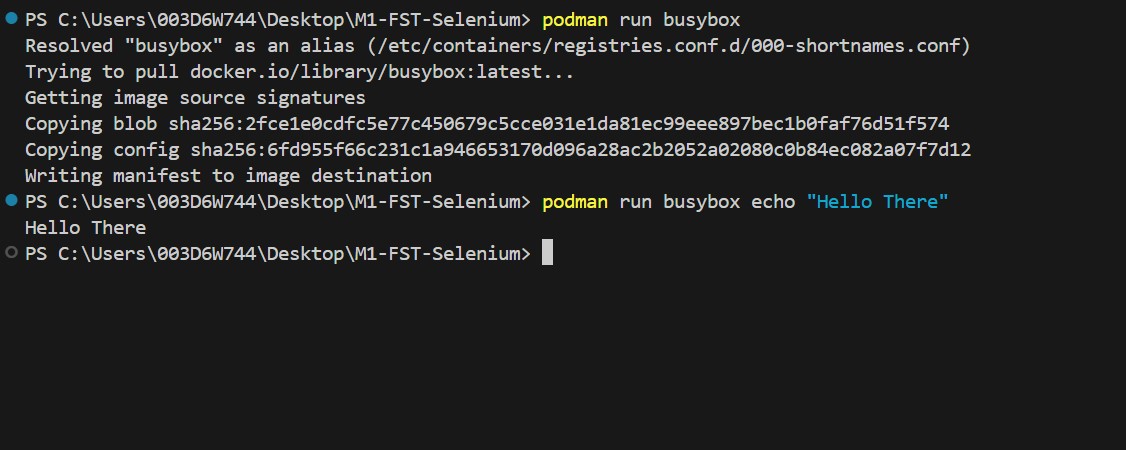 PS C:\Users\003D6W744\Desktop\M1-FST-Selenium> podman run busybox
Resolved "busybox" as an alias (/etc/containers/registries.conf.d/000-shortnames.conf)
Trying to pull docker.io/library/busybox:latest...
Getting image source signatures
Copying blob sha256:2fce1e0cdfc5e77c450679c5cce031e1da81ec99eee897bec1b0faf76d51f574
Copying config sha256:6fd955f66c231c1a946653170d096a28ac2b2052a02080c0b84ec082a07f7d12
Writing manifest to image destination
PS C:\Users\003D6W744\Desktop\M1-FST-Selenium> podman run busybox echo "Hello There"
Hello There
PS C:\Users\003D6W744\Desktop\M1-FST-Selenium>